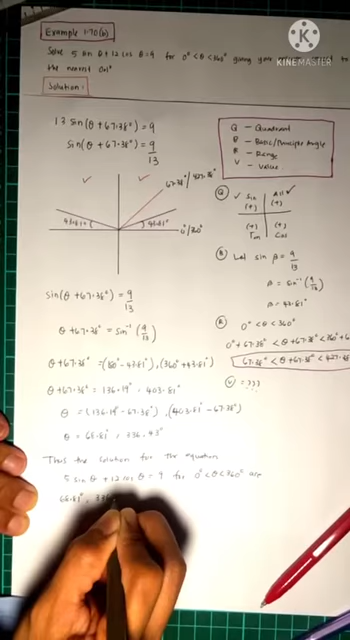 Example 1.70(b)
Solve 5 sin θ + 12 cos θ = 9 for 0° < θ < 360° giving your
the nearest 0.01°
KINEMASTER
Solution:
13 sin(θ + 67.38°) = 9
sin(θ + 67.38°) = 9/13
Q - Quadrant
B - Basic/Principle Angle
R - Range
V - Value
67.38°/427.38°
43.81°
43.81°
0°/360°
Q
✓ Sin
(+)
All ✓
(+)
(+)
Tan
(+)
Cos
B Let sin β = 9/13
β = sin⁻¹(9/13)
β = 43.81°
R 0° < θ < 360°
0° + 67.38° < θ + 67.38° < 360° + 6
67.38° < θ + 67.38° < 427.38°
V
sin(θ + 67.38°) = 9/13
θ + 67.38° = sin⁻¹(9/13)
θ + 67.38° = (180° - 43.81°), (360° + 43.81°)
θ + 67.38° = 136.19°, 403.81°
θ = (136.19° - 67.38°), (403.81° - 67.38°)
θ = 68.81°, 336.43°
Thus the solution for the equation
5 sin θ + 12 cos θ = 9 for 0° < θ < 360° are
68.81°, 336.